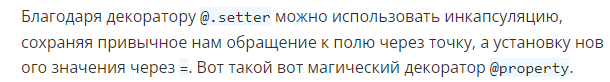 Благодаря декоратору @.setter можно использовать инкапсуляцию,
сохраняя привычное нам обращение к полю через точку, а установку нов
ого значения через =. Вот такой вот магический декоратор @property.